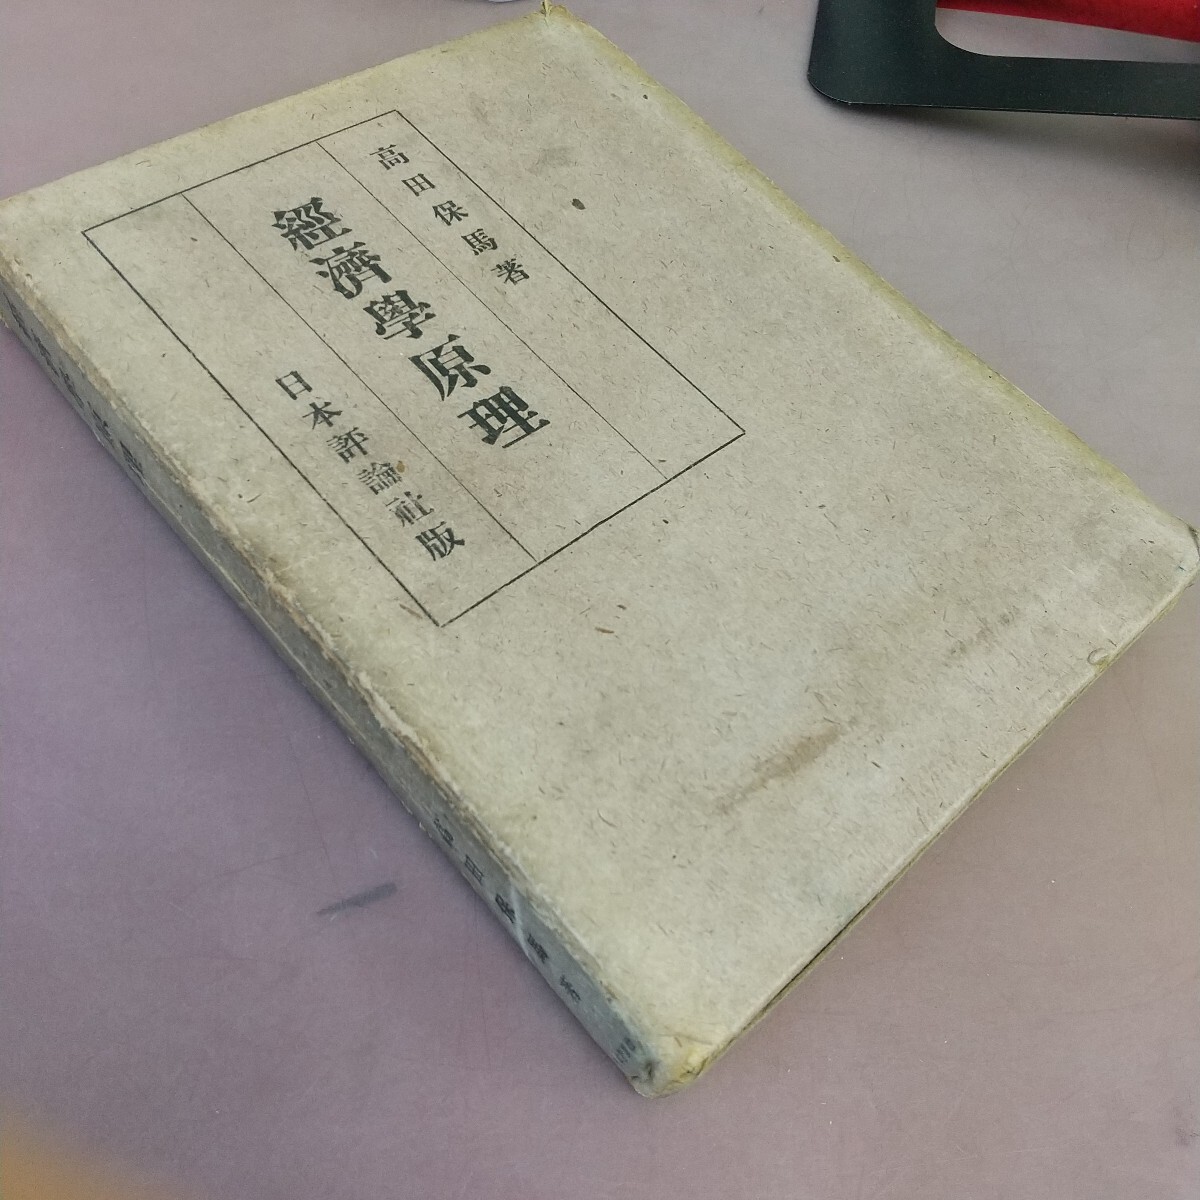 高田保馬著
經濟學原理
日本評論社版